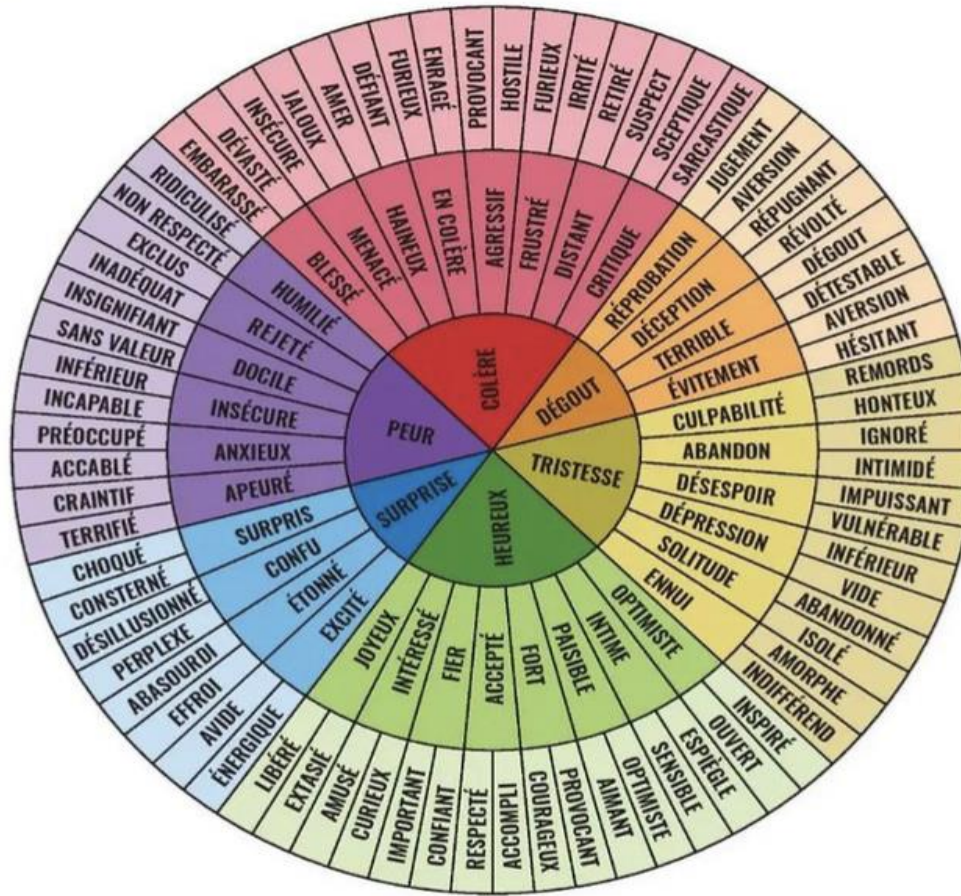 COLÈRE
DÉGOUT
TRISTESSE
HEUREUX
SURPRISE
PEUR
BLESSÉ
MENACÉ
HAINEUX
EN COLÈRE
AGRESSIF
FRUSTRÉ
DISTANT
CRITIQUE
RÉPROBATION
DÉCEPTION
TERRIBLE
ÉVITEMENT
CULPABILITÉ
ABANDON
DÉSESPOIR
DÉPRESSION
SOLITUDE
ENNUI
OPTIMISTE
INTIME
PAISIBLE
FORT
ACCEPTÉ
FIER
INTÉRESSÉ
JOYEUX
EXCITÉ
ÉTONNÉ
CONFU
SURPRIS
APEURÉ
ANXIEUX
INSÉCURE
DOCILE
REJETÉ
HUMILIÉ
EMBARASSÉ
DÉVASTÉ
INSÉCURE
JALOUX
AMER
DÉFIANT
FURIEUX
ENRAGÉ
PROVOCANT
HOSTILE
FURIEUX
IRRITÉ
RETIRÉ
SUSPECT
SCEPTIQUE
SARCASTIQUE
JUGEMENT
AVERSION
RÉPUGNANT
RÉVOLTÉ
DÉGOUT
DÉTESTABLE
AVERSION
HÉSITANT
REMORDS
HONTEUX
IGNORÉ
INTIMIDÉ
IMPUISSANT
VULNÉRABLE
INFÉRIEUR
VIDE
ABANDONNÉ
ISOLÉ
AMORPHE
INDIFFÉREND
INSPIRÉ
OUVERT
ESPIÈGLE
SENSIBLE
OPTIMISTE
AIMANT
PROVOCANT
COURAGEUX
ACCOMPLI
RESPECTÉ
CONFIANT
IMPORTANT
CURIEUX
AMUSÉ
EXTASIÉ
LIBÉRÉ
ÉNERGIQUE
AVIDE
EFFROI
ABASOURDI
PERPLEXE
DÉSILLUSIONNÉ
CONSTERNÉ
CHOQUÉ
TERRIFIÉ
CRAINTIF
ACCABLÉ
PRÉOCCUPÉ
INCAPABLE
INFÉRIEUR
SANS VALEUR
INSIGNIFIANT
INADÉQUAT
EXCLUS
NON RESPECTÉ
RIDICULISÉ